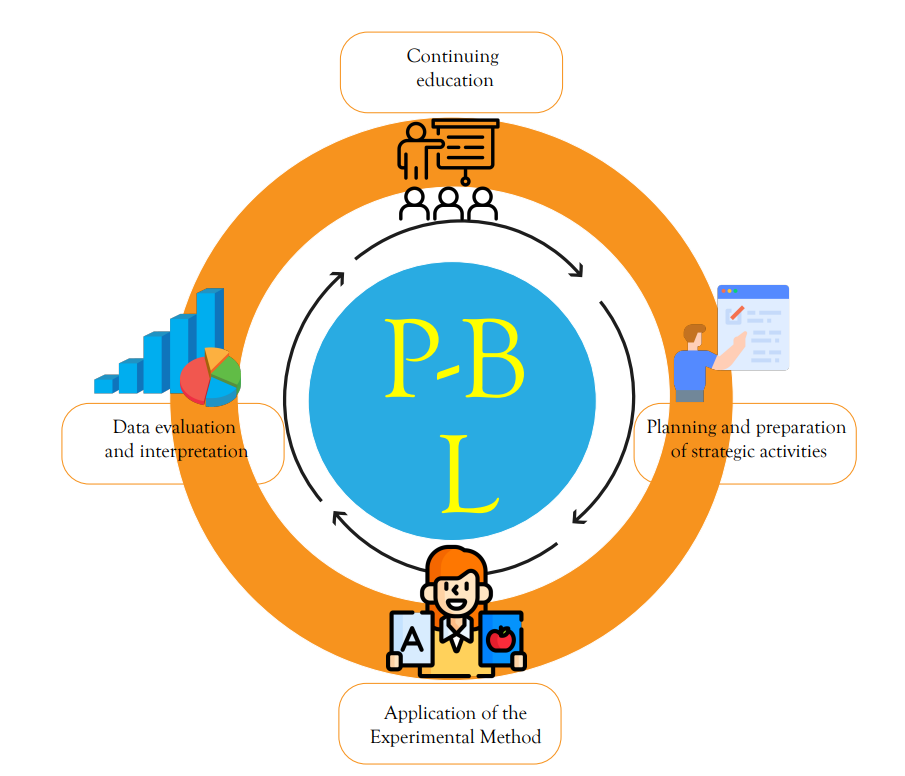 Continuing
education
P-B
L
Data evaluation
and interpretation
Planning and preparation
of strategic activities
A
Application of the
Experimental Method